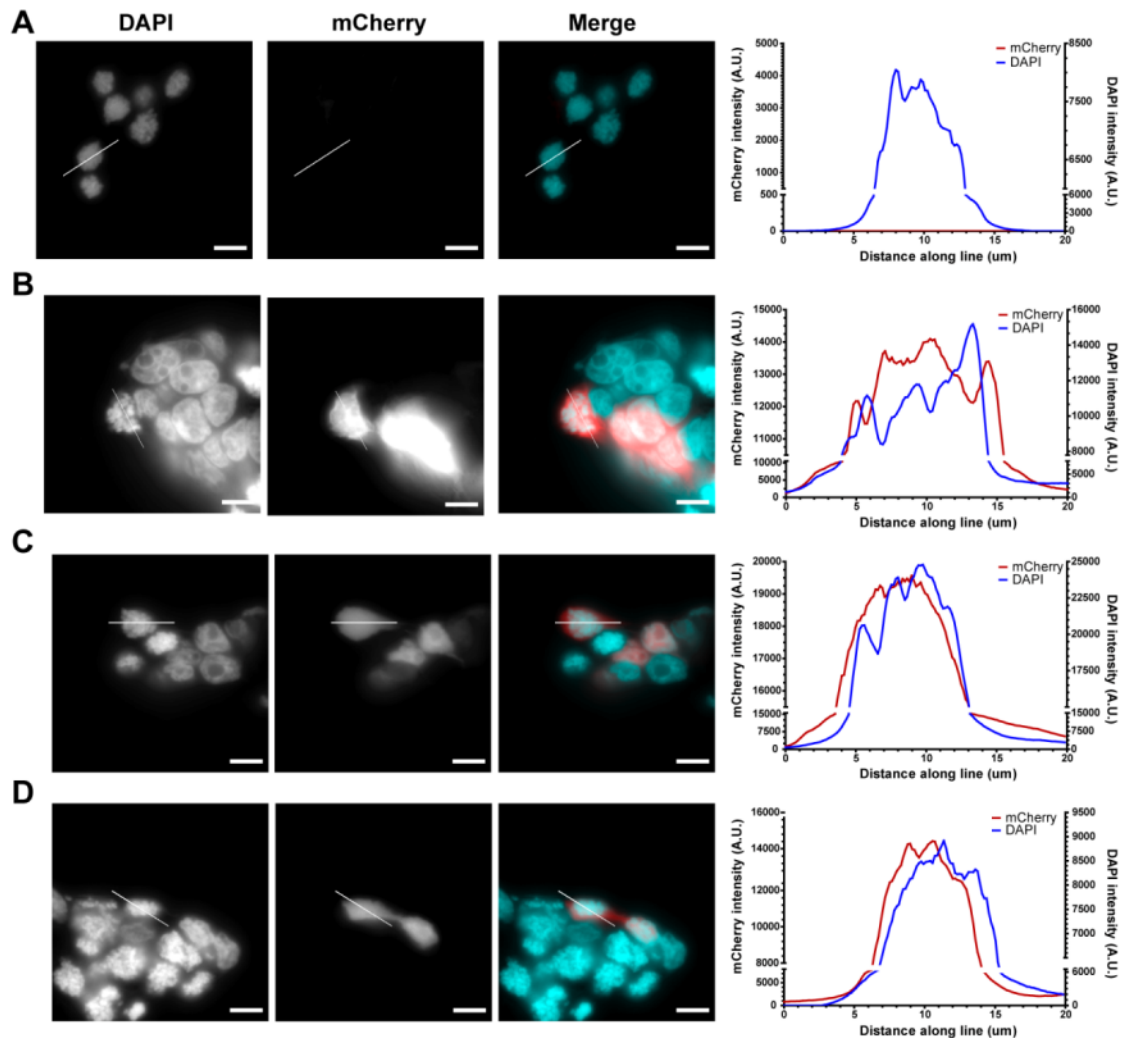 A
DAPI
mCherry
Merge
mCherry
DAPI
mCherry intensity (A.U.)
5000
4000
3000
2000
1000
500
0
DAPI intensity (A.U.)
8500
7750
6500
6000
3000
0
0 5 10 15 20
Distance along line (um)
B
mCherry
DAPI
mCherry intensity (A.U.)
15000
14000
13000
12000
11000
10000
5000
0
DAPI intensity (A.U.)
16000
14000
12000
10000
8000
5000
0
0 5 10 15 20
Distance along line (um)
C
mCherry
DAPI
mCherry intensity (A.U.)
20000
19000
18000
17000
16000
15000
7500
0
DAPI intensity (A.U.)
25000
22500
20000
17500
15000
15000
7500
0
0 5 10 15 20
Distance along line (um)
D
mCherry
DAPI
mCherry intensity (A.U.)
16000
14000
12000
10000
8000
5000
0
DAPI intensity (A.U.)
9000
8500
8000
7500
7000
6000
0
0 5 10 15 20
Distance along line (um)